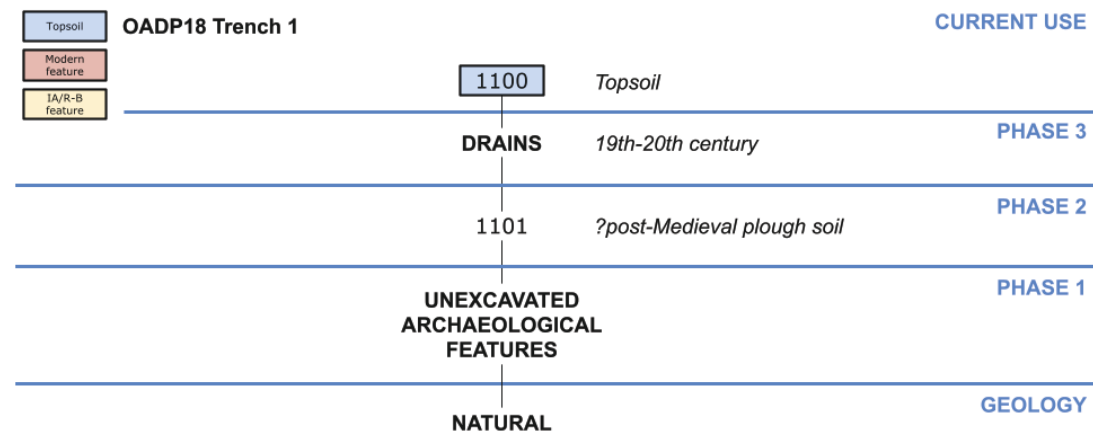 Topsoil
OADP18 Trench 1
CURRENT USE
Modern
feature
IA/R-B
feature
1100
Topsoil
DRAINS
19th-20th century
PHASE 3
PHASE 2
1101
?post-Medieval plough soil
PHASE 1
UNEXCAVATED
ARCHAEOLOGICAL
FEATURES
GEOLOGY
NATURAL